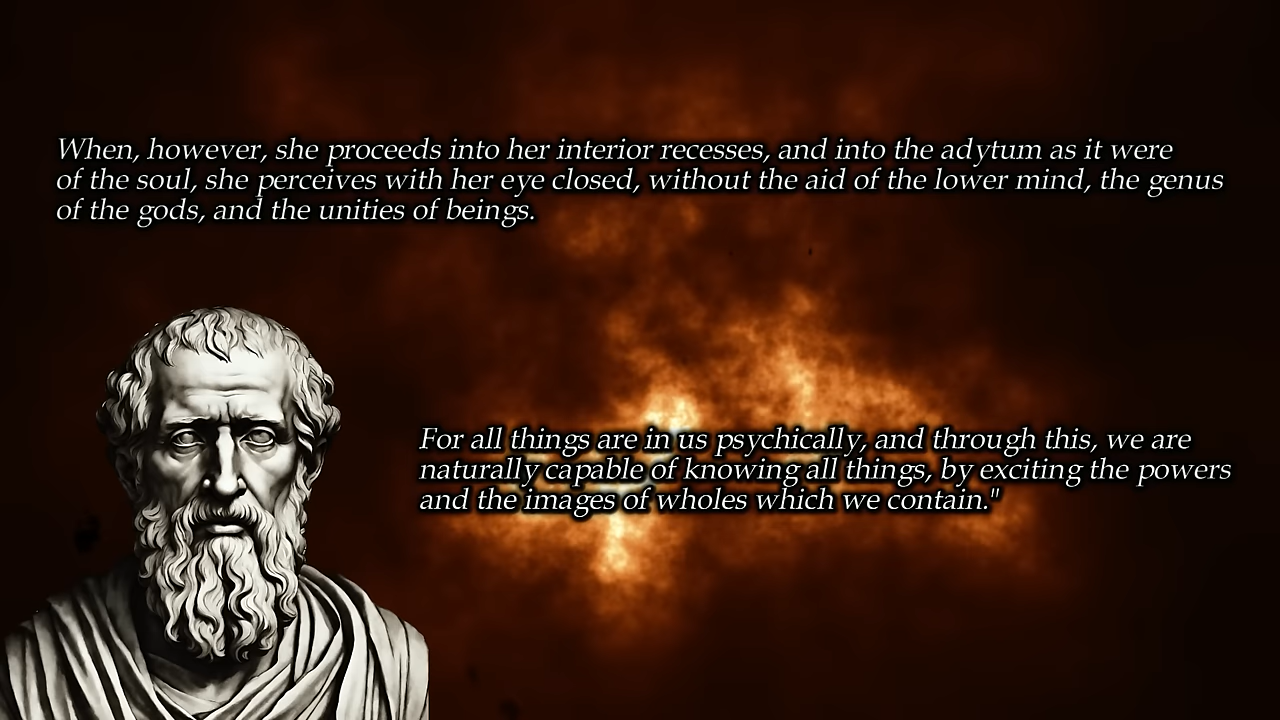 When, however, she proceeds into her interior recesses, and into the adytum as it were
of the soul, she perceives with her eye closed, without the aid of the lower mind, the genus
of the gods, and the unities of beings.
For all things are in us psychically, and through this, we are
naturally capable of knowing all things, by exciting the powers
and the images of wholes which we contain."